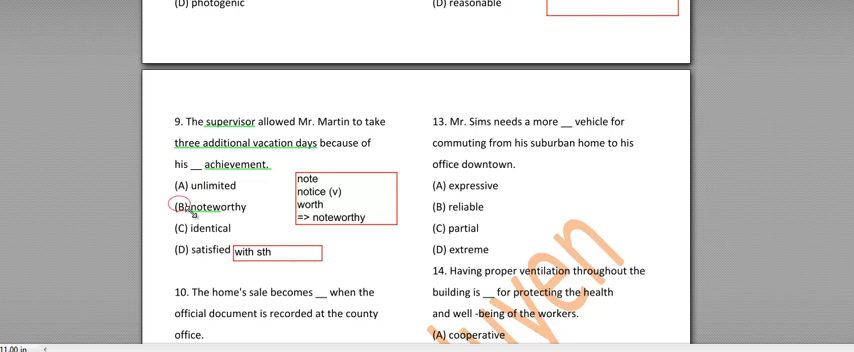 (D) photogenic
9. The supervisor allowed Mr. Martin to take
three additional vacation days because of
his __ achievement.
(A) unlimited
(B) noteworthy
(C) identical
(D) satisfied with sth
note
notice (v)
worth
=> noteworthy
10. The home's sale becomes __ when the
official document is recorded at the county
office.
(D) reasonable
13. Mr. Sims needs a more __ vehicle for
commuting from his suburban home to his
office downtown.
(A) expressive
(B) reliable
(C) partial
(D) extreme
14. Having proper ventilation throughout the
building is __ for protecting the health
and well -being of the workers.
(A) cooperative
uyen
11.00 in